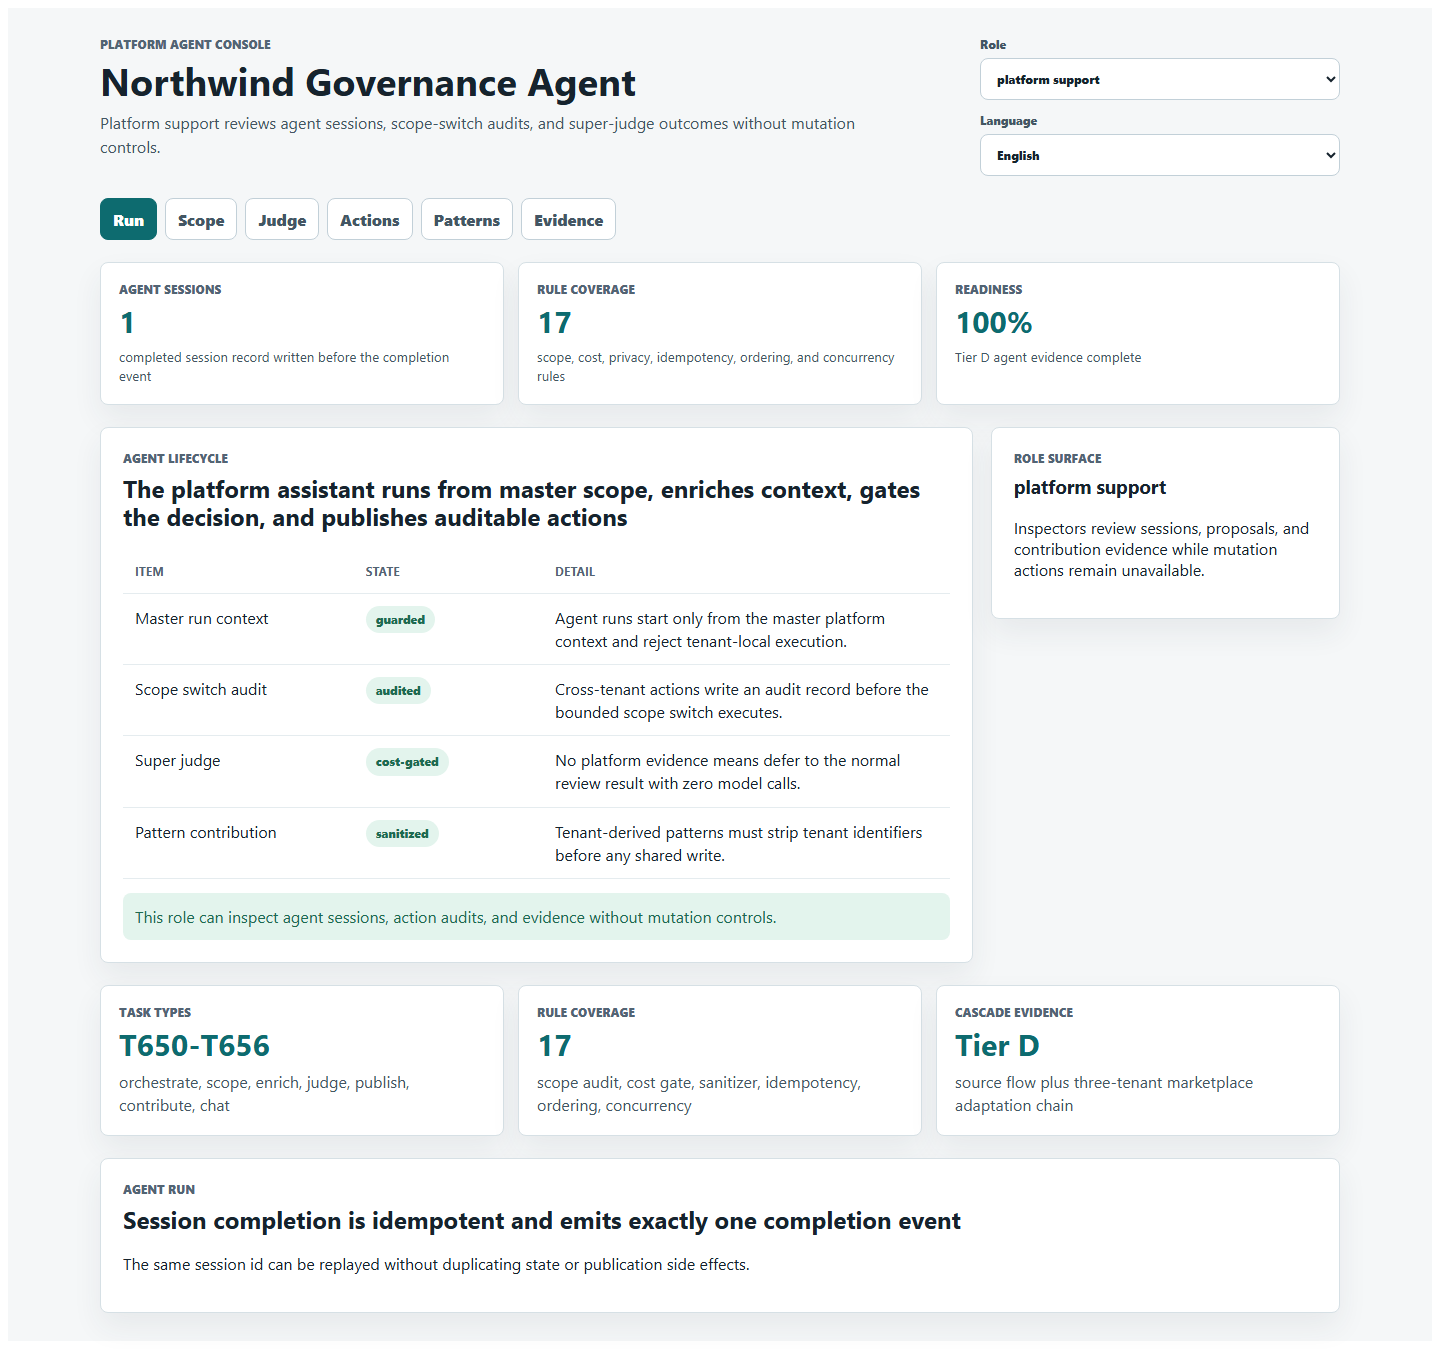 PLATFORM AGENT CONSOLE
Northwind Governance Agent
Platform support reviews agent sessions, scope-switch audits, and super-judge outcomes without mutation
controls.
Role
platform support
Language
English
Run
Scope
Judge
Actions
Patterns
Evidence
AGENT SESSIONS
1
completed session record written before the completion
event
RULE COVERAGE
17
scope, cost, privacy, idempotency, ordering, and concurrency
rules
READINESS
100%
Tier D agent evidence complete
AGENT LIFECYCLE
The platform assistant runs from master scope, enriches context, gates
the decision, and publishes auditable actions
ITEM STATE DETAIL
Master run context guarded Agent runs start only from the master platform
context and reject tenant-local execution.
Scope switch audit audited Cross-tenant actions write an audit record before the
bounded scope switch executes.
Super judge cost-gated No platform evidence means defer to the normal
review result with zero model calls.
Pattern contribution sanitized Tenant-derived patterns must strip tenant identifiers
before any shared write.
This role can inspect agent sessions, action audits, and evidence without mutation controls.
ROLE SURFACE
platform support
Inspectors review sessions, proposals, and
contribution evidence while mutation
actions remain unavailable.
TASK TYPES
T650-T656
orchestrate, scope, enrich, judge, publish,
contribute, chat
RULE COVERAGE
17
scope audit, cost gate, sanitizer, idempotency,
ordering, concurrency
CASCADE EVIDENCE
Tier D
source flow plus three-tenant marketplace
adaptation chain
AGENT RUN
Session completion is idempotent and emits exactly one completion event
The same session id can be replayed without duplicating state or publication side effects.